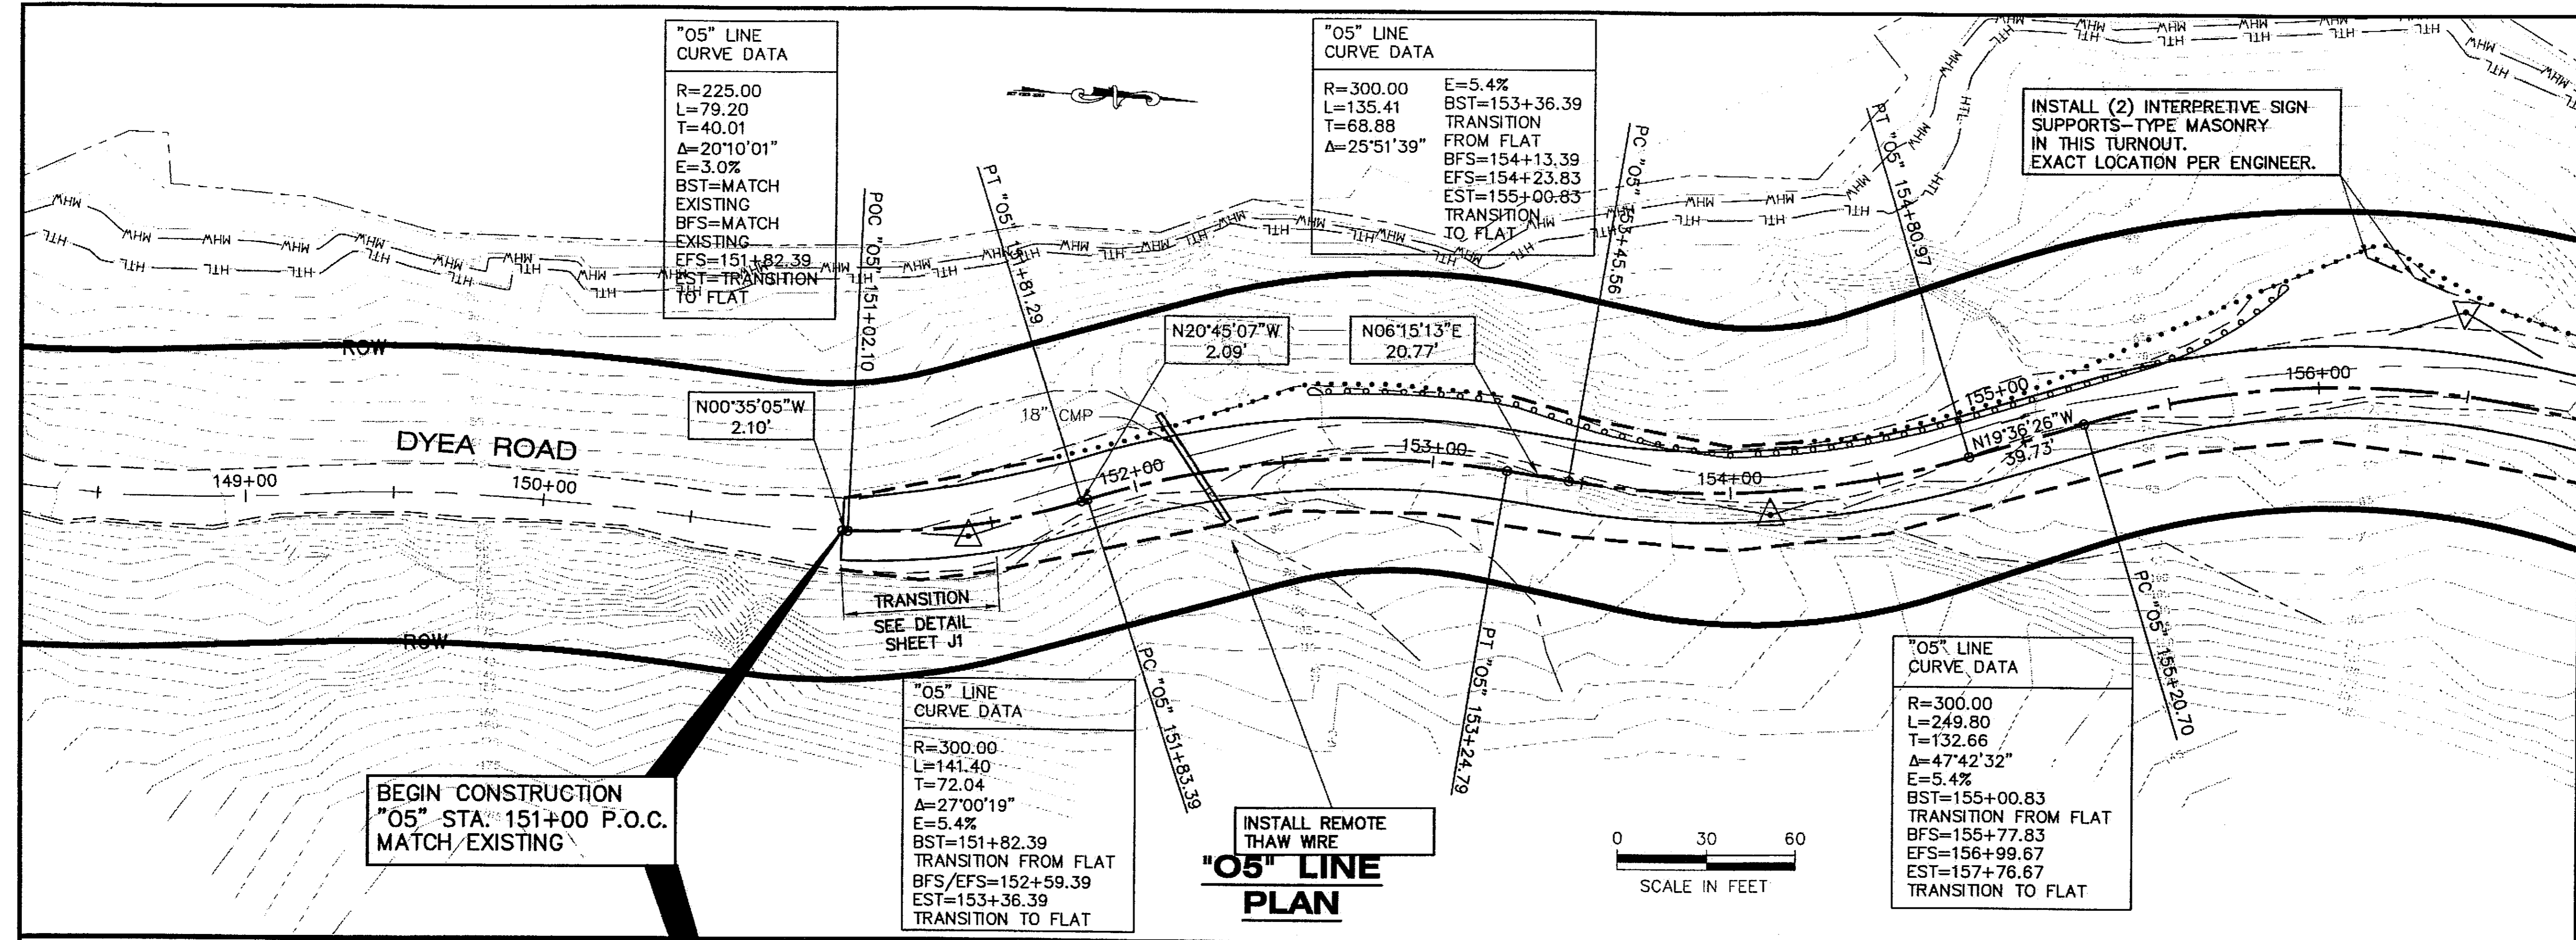 "O5" LINE
CURVE DATA
R=225.00
L=79.20
T=40.01
Δ=20°10'01"
E=3.0%
BST=MATCH
EXISTING
BFS=MATCH
EXISTING
EFS=151+82.39
EST=TRANSITION
TO FLAT
"O5" LINE
CURVE DATA
R=300.00
L=135.41
T=68.88
Δ=25°51'39"
E=5.4%
BST=153+36.39
TRANSITION
FROM FLAT
BFS=154+13.39
EFS=154+23.83
EST=155+00.83
TRANSITION
TO FLAT
INSTALL (2) INTERPRETIVE SIGN
SUPPORTS-TYPE MASONRY
IN THIS TURNOUT.
EXACT LOCATION PER ENGINEER.
POC "O5" 151+02.10
PT "O5" 151+81.29
PC "O5" 153+45.56
PT "O5" 154+80.97
MHW
HTL
ROW
N20°45'07"W
2.09'
N06°15'13"E
20.77'
N00°35'05"W
2.10'
18" CMP
DYEA ROAD
149+00
150+00
152+00
153+00
154+00
155+00
156+00
N19°36'26"W
39.73'
TRANSITION
SEE DETAIL
SHEET J1
ROW
PC "O5" 151+83.39
PT "O5" 153+24.79
PC "O5" 155+20.70
BEGIN CONSTRUCTION
"O5" STA. 151+00 P.O.C.
MATCH EXISTING
"O5" LINE
CURVE DATA
R=300.00
L=141.40
T=72.04
Δ=27°00'19"
E=5.4%
BST=151+82.39
TRANSITION FROM FLAT
BFS/EFS=152+59.39
EST=153+36.39
TRANSITION TO FLAT
INSTALL REMOTE
THAW WIRE
"O5" LINE
PLAN
0 30 60
SCALE IN FEET
"O5" LINE
CURVE DATA
R=300.00
L=249.80
T=132.66
Δ=47°42'32"
E=5.4%
BST=155+00.83
TRANSITION FROM FLAT
BFS=155+77.83
EFS=156+99.67
EST=157+76.67
TRANSITION TO FLAT